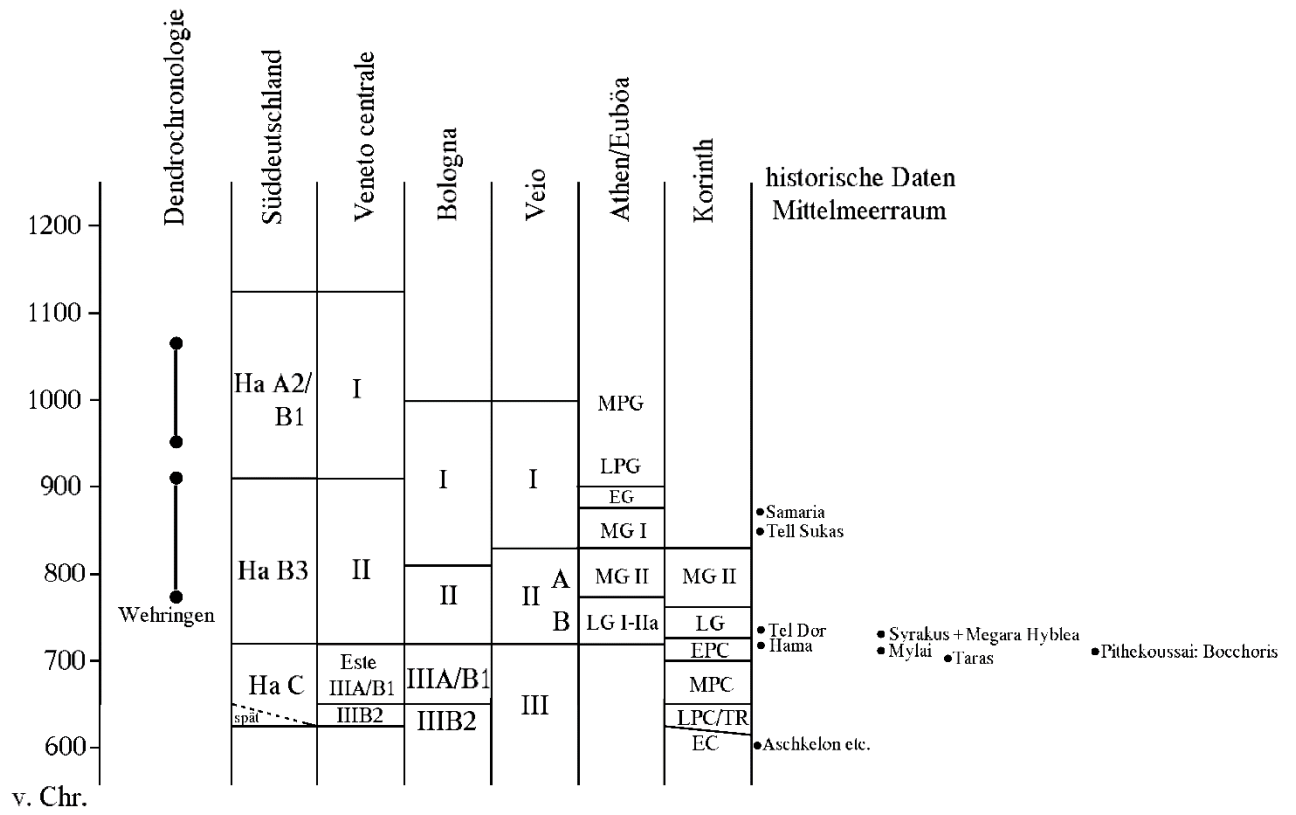 Dendrochronologie
Süddeutschland
Veneto centrale
Bologna
Veio
Athen/Euböa
Korinth
historische Daten
Mittelmeerraum
1200
1100
1000
900
800
700
600
v. Chr.
Wehringen
Ha A2/
B1
Ha B3
Ha C
spät
I
II
Este
IIIA/B1
IIIB2
I
II
IIIA/B1
IIIB2
I
II A
B
III
MPG
LPG
EG
MG I
MG II
LG I-IIa
MG II
LG
EPC
MPC
LPC/TR
EC
Samaria
Tell Sukas
Tel Dor
Hama
Syrakus + Megara Hyblea
Mylai
Taras
Pithekoussai: Bocchoris
Aschkelon etc.